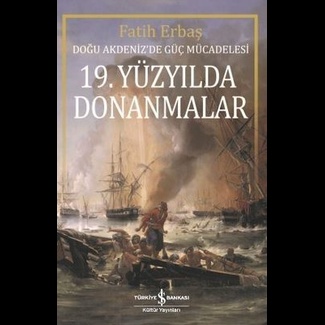 Fatih Erbaş
DOĞU AKDENİZ'DE GÜÇ MÜCADELESİ
19. YÜZYILDA
DONANMALAR
TÜRKİYE İŞ BANKASI
Kültür Yayınları